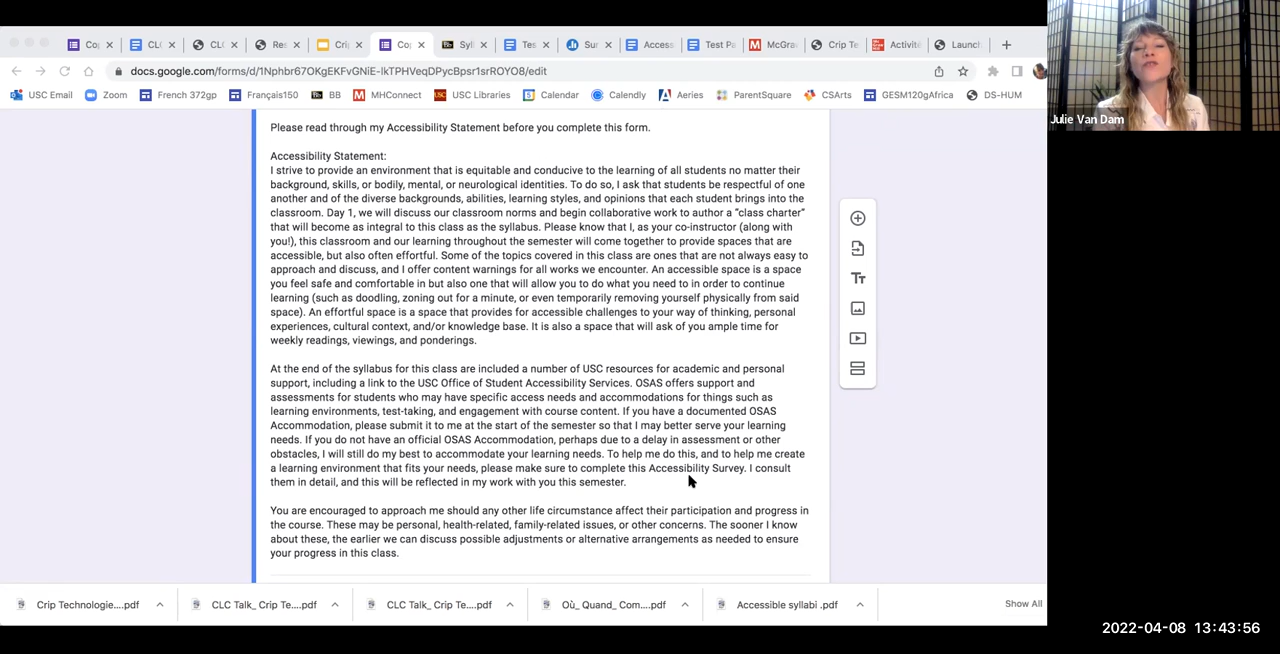 Cop
CLC
CLC
Res
Crip
Cop
Syl
Tes
Sur
Access
Test Pa
McGra
Crip Te
Activit
Launch
docs.google.com/forms/d/1Nphbr67OKgEKFvGNiE-lkTPHVeqDPycBpsr1srROYO8/edit
USC Email
Zoom
French 372gp
Français150
BB
MHConnect
USC Libraries
Calendar
Calendly
Aeries
ParentSquare
CSArts
GESM120gAfrica
DS-HUM
Julie Van Dam
Please read through my Accessibility Statement before you complete this form.
Accessibility Statement:
I strive to provide an environment that is equitable and conducive to the learning of all students no matter their
background, skills, or bodily, mental, or neurological identities. To do so, I ask that students be respectful of one
another and of the diverse backgrounds, abilities, learning styles, and opinions that each student brings into the
classroom. Day 1, we will discuss our classroom norms and begin collaborative work to author a “class charter”
that will become as integral to this class as the syllabus. Please know that I, as your co-instructor (along with
you!), this classroom and our learning throughout the semester will come together to provide spaces that are
accessible, but also often effortful. Some of the topics covered in this class are ones that are not always easy to
approach and discuss, and I offer content warnings for all works we encounter. An accessible space is a space
you feel safe and comfortable in but also one that will allow you to do what you need to in order to continue
learning (such as doodling, zoning out for a minute, or even temporarily removing yourself physically from said
space). An effortful space is a space that provides for accessible challenges to your way of thinking, personal
experiences, cultural context, and/or knowledge base. It is also a space that will ask of you ample time for
weekly readings, viewings, and ponderings.
At the end of the syllabus for this class are included a number of USC resources for academic and personal
support, including a link to the USC Office of Student Accessibility Services. OSAS offers support and
assessments for students who may have specific access needs and accommodations for things such as
learning environments, test-taking, and engagement with course content. If you have a documented OSAS
Accommodation, please submit it to me at the start of the semester so that I may better serve your learning
needs. If you do not have an official OSAS Accommodation, perhaps due to a delay in assessment or other
obstacles, I will still do my best to accommodate your learning needs. To help me do this, and to help me create
a learning environment that fits your needs, please make sure to complete this Accessibility Survey. I consult
them in detail, and this will be reflected in my work with you this semester.
You are encouraged to approach me should any other life circumstance affect their participation and progress in
the course. These may be personal, health-related, family-related issues, or other concerns. The sooner I know
about these, the earlier we can discuss possible adjustments or alternative arrangements as needed to ensure
your progress in this class.
Crip Technologie....pdf
CLC Talk_ Crip Te....pdf
CLC Talk_ Crip Te....pdf
Où_ Quand_ Com....pdf
Accessible syllabi .pdf
Show All
2022-04-08 13:43:56